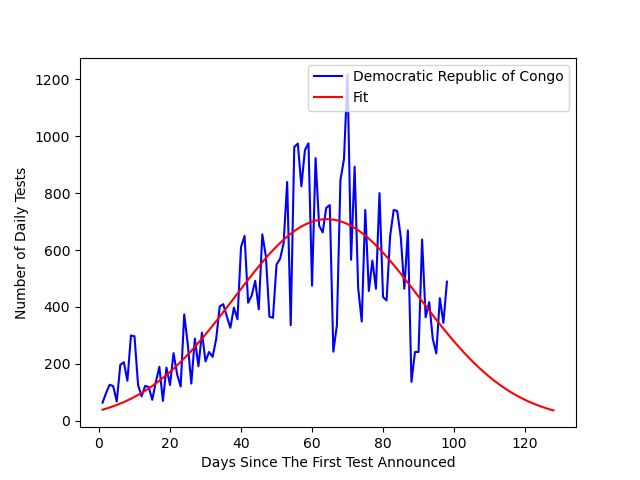 Democratic Republic of Congo
Fit
Number of Daily Tests
1200
1000
800
600
400
200
0
0 20 40 60 80 100 120
Days Since The First Test Announced